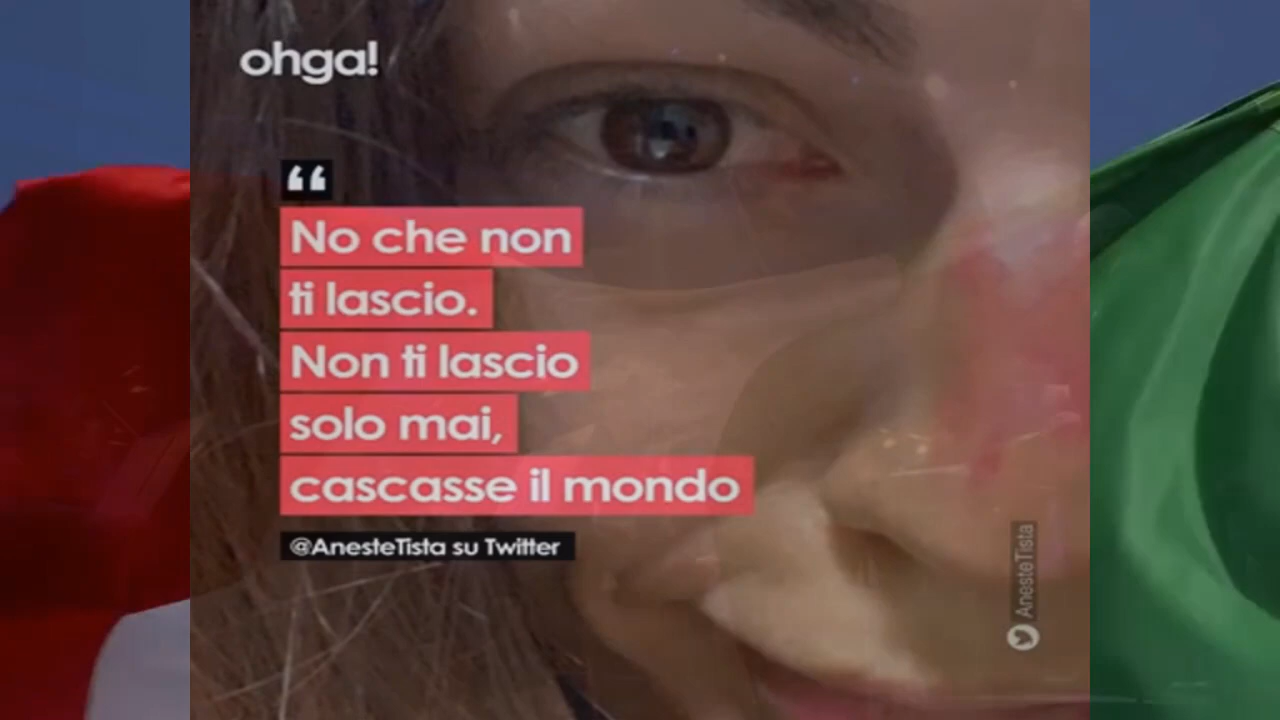 ohga!
“
No che non
ti lascio.
Non ti lascio
solo mai,
cascasse il mondo
@AnesteTista su Twitter
AnesteTista